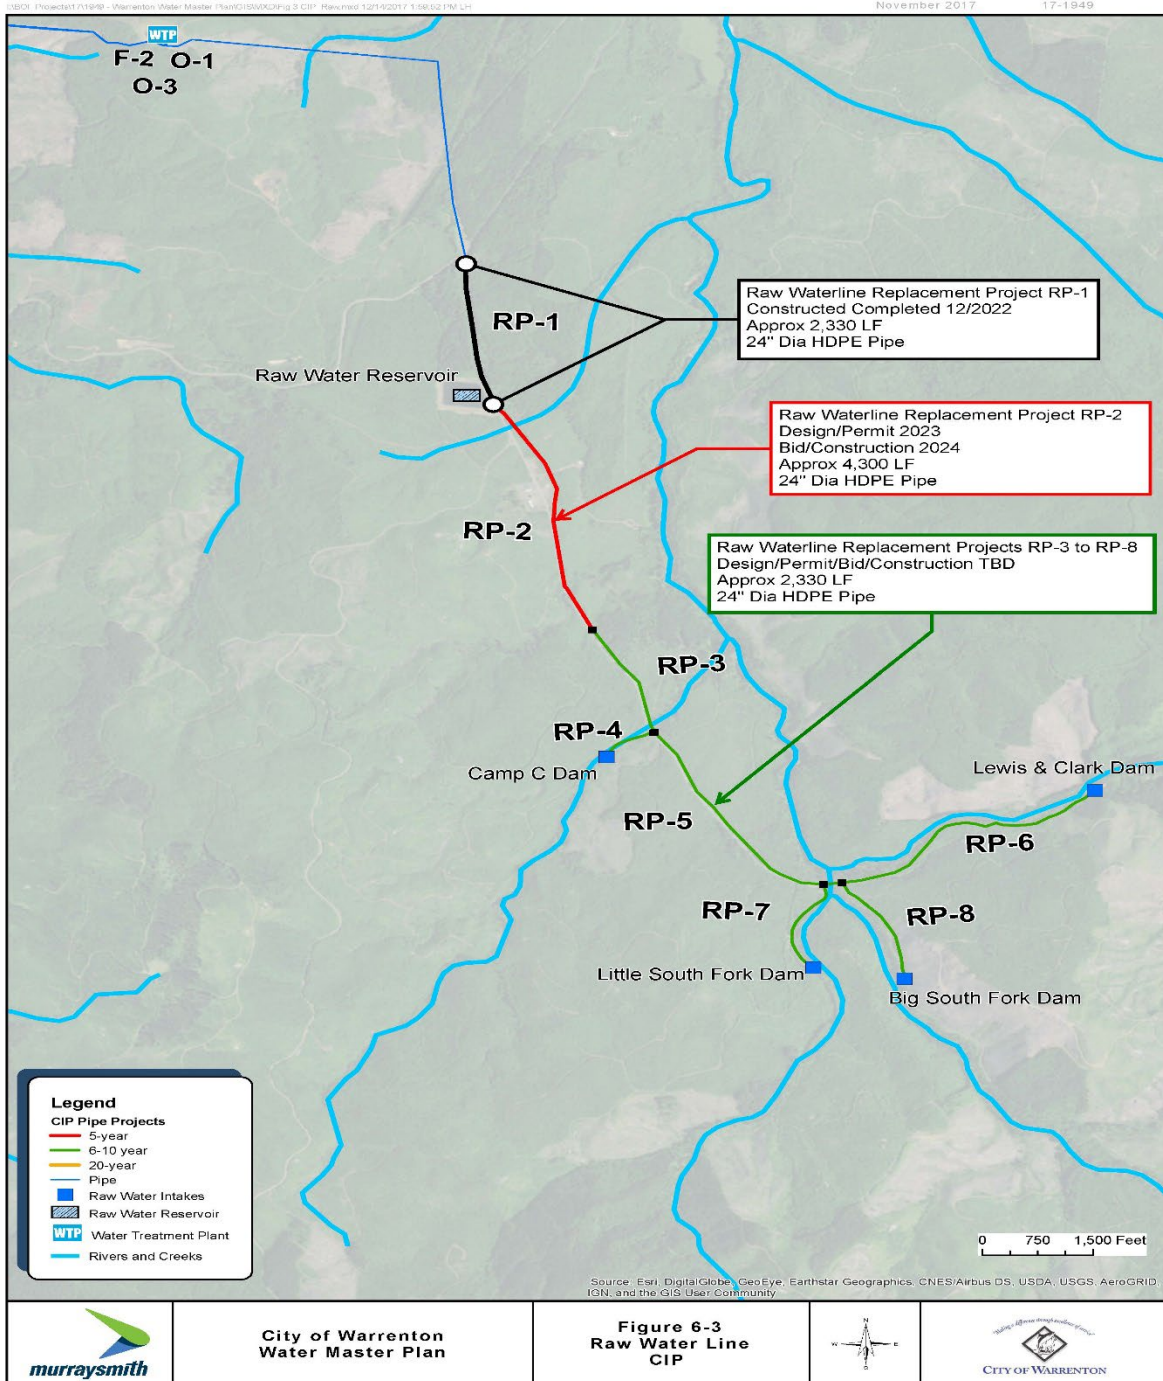 November 2017 17-1949
WTP
F-2 O-1
O-3
RP-1
Raw Waterline Replacement Project RP-1
Constructed Completed 12/2022
Approx 2,330 LF
24" Dia HDPE Pipe
Raw Water Reservoir
Raw Waterline Replacement Project RP-2
Design/Permit 2023
Bid/Construction 2024
Approx 4,300 LF
24" Dia HDPE Pipe
RP-2
Raw Waterline Replacement Projects RP-3 to RP-8
Design/Permit/Bid/Construction TBD
Approx 2,330 LF
24" Dia HDPE Pipe
RP-3
RP-4
Camp C Dam
Lewis & Clark Dam
RP-5
RP-6
RP-7
RP-8
Little South Fork Dam
Big South Fork Dam
Legend
CIP Pipe Projects
5-year
6-10 year
20-year
Pipe
Raw Water Intakes
Raw Water Reservoir
WTP Water Treatment Plant
Rivers and Creeks
0 750 1,500 Feet
Source: Esri, DigitalGlobe, GeoEye, Earthstar Geographics, CNES/Airbus DS, USDA, USGS, AeroGRID,
IGN, and the GIS User Community
murraysmith
City of Warrenton
Water Master Plan
Figure 6-3
Raw Water Line
CIP
N
W E
S
CITY OF WARRENTON